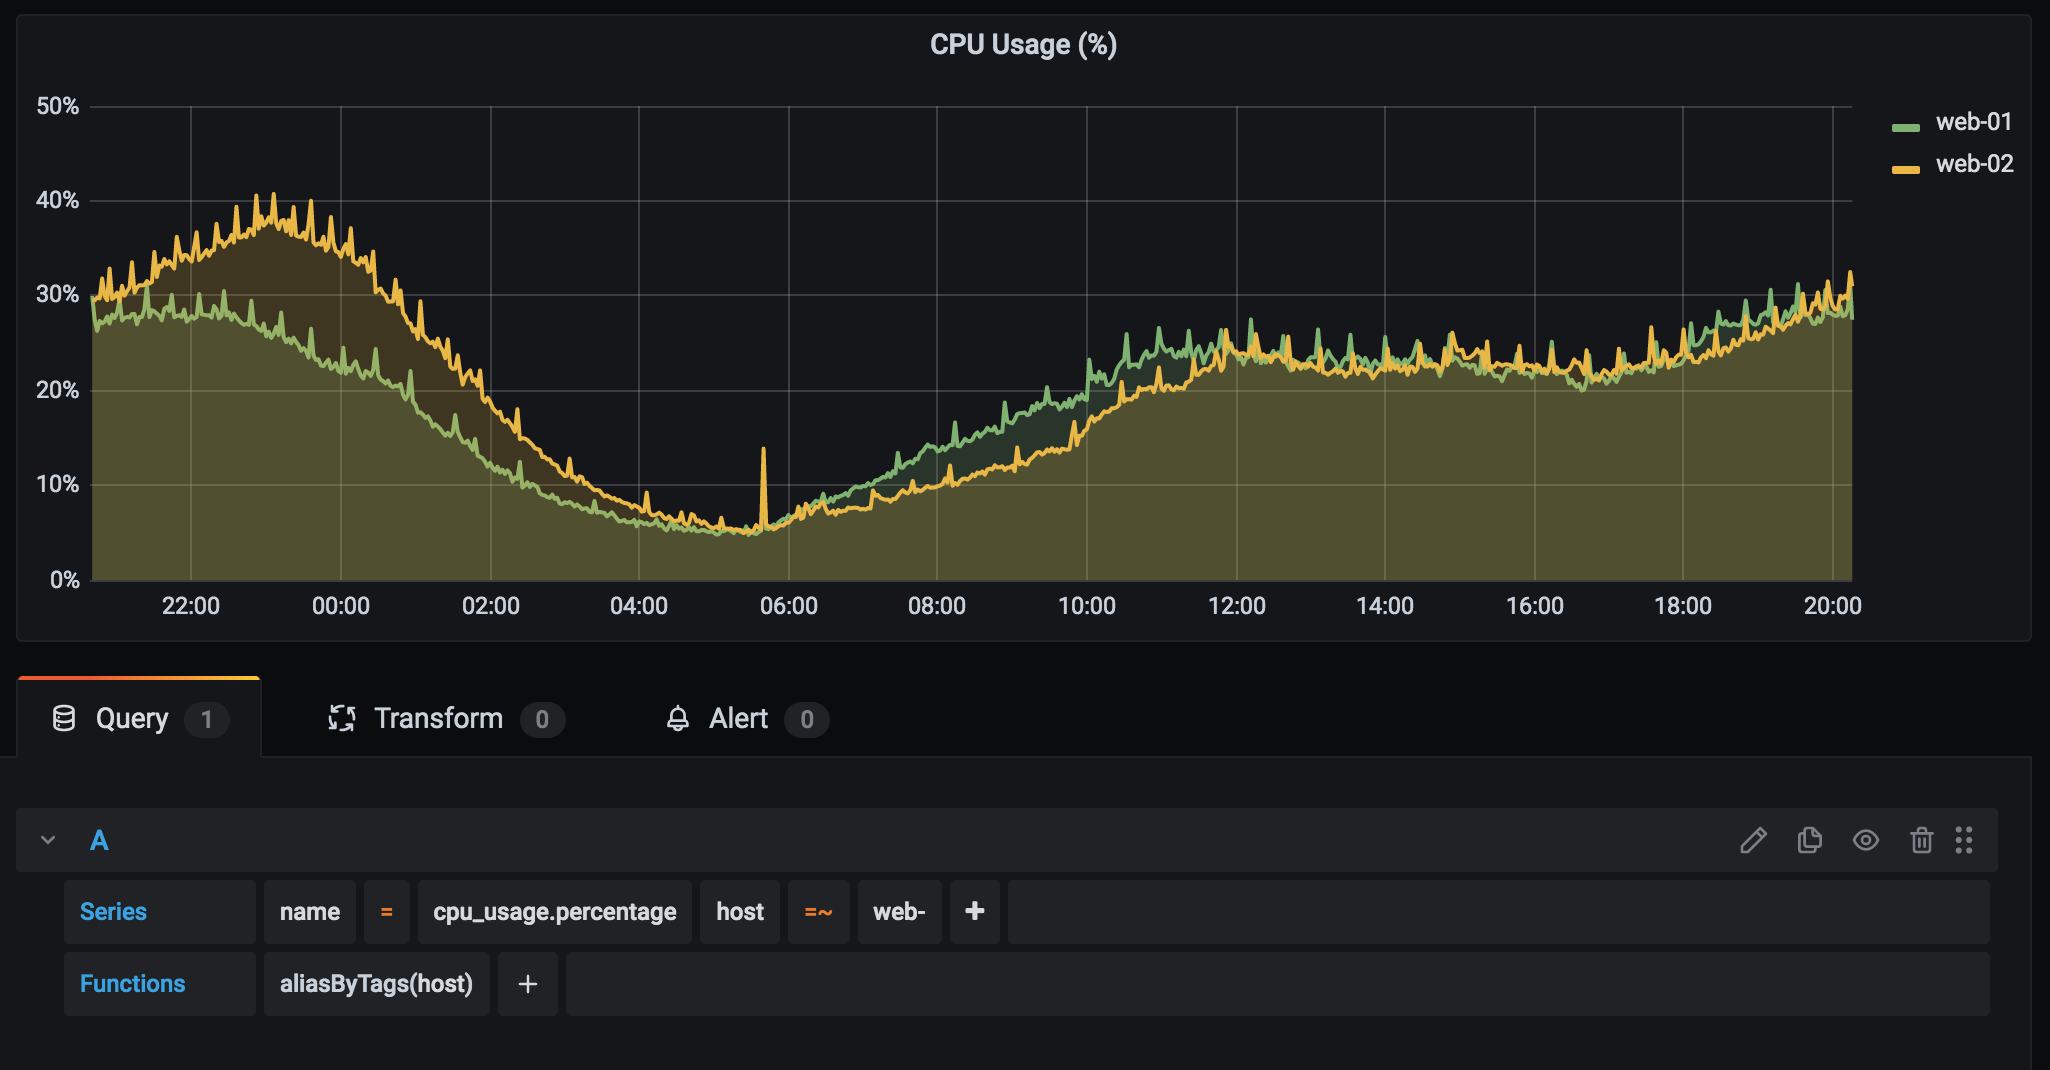 CPU Usage (%)
50%
40%
30%
20%
10%
0%
22:00 00:00 02:00 04:00 06:00 08:00 10:00 12:00 14:00 16:00 18:00 20:00
web-01
web-02
Query 1 Transform 0 Alert 0
A
Series name = cpu_usage.percentage host =~ web- +
Functions aliasByTags(host) +